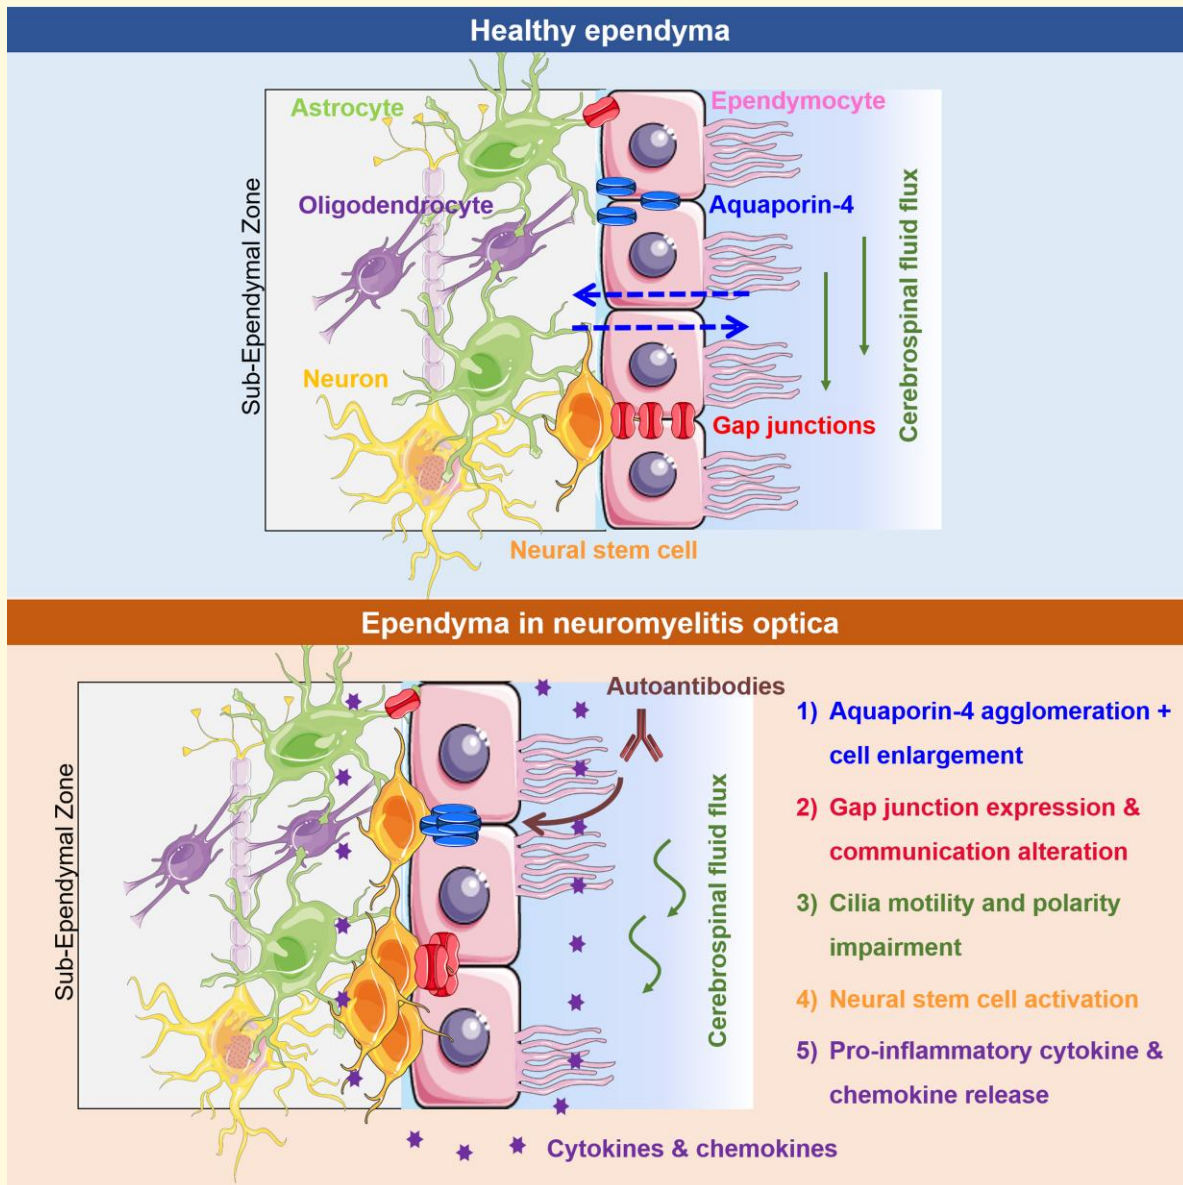 Healthy ependyma
Astrocyte
Ependymocyte
Oligodendrocyte
Aquaporin-4
Sub-Ependymal Zone
Cerebrospinal fluid flux
Neuron
Gap junctions
Neural stem cell
Ependyma in neuromyelitis optica
Autoantibodies
Sub-Ependymal Zone
Cerebrospinal fluid flux
1) Aquaporin-4 agglomeration +
cell enlargement
2) Gap junction expression &
communication alteration
3) Cilia motility and polarity
impairment
4) Neural stem cell activation
5) Pro-inflammatory cytokine &
chemokine release
Cytokines & chemokines